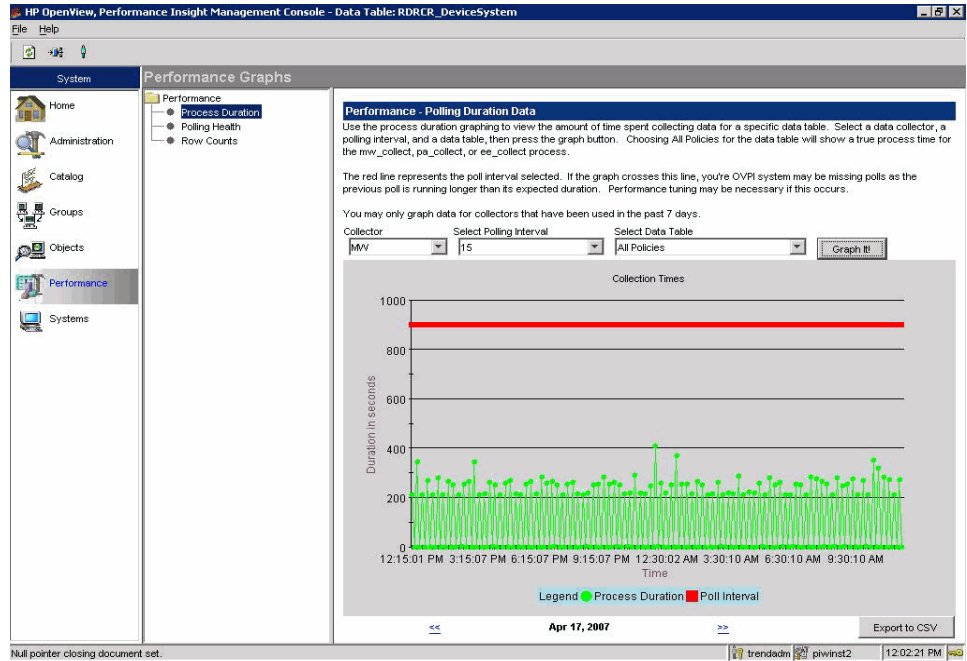 HP OpenView, Performance Insight Management Console - Data Table: RDRCR_DeviceSystem
File Help
System
Performance Graphs
Home
Administration
Catalog
Groups
Objects
Performance
Systems
Performance
Process Duration
Polling Health
Row Counts
Performance - Polling Duration Data
Use the process duration graphing to view the amount of time spent collecting data for a specific data table. Select a data collector, a
polling interval, and a data table, then press the graph button. Choosing All Policies for the data table will show a true process time for
the mw_collect, pa_collect, or ee_collect process.
The red line represents the poll interval selected. If the graph crosses this line, you're OVPI system may be missing polls as the
previous poll is running longer than its expected duration. Performance tuning may be necessary if this occurs.
You may only graph data for collectors that have been used in the past 7 days.
Collector Select Polling Interval Select Data Table
MW 15 All Policies Graph It!
Collection Times
1000
800
600
400
200
0
Duration in seconds
12:15:01 PM 3:15:07 PM 6:15:07 PM 9:15:07 PM 12:30:02 AM 3:30:10 AM 6:30:10 AM 9:30:10 AM
Time
Legend Process Duration Poll Interval
<< Apr 17, 2007 >> Export to CSV
Null pointer closing document set. trendadm piwinst2 12:02:21 PM